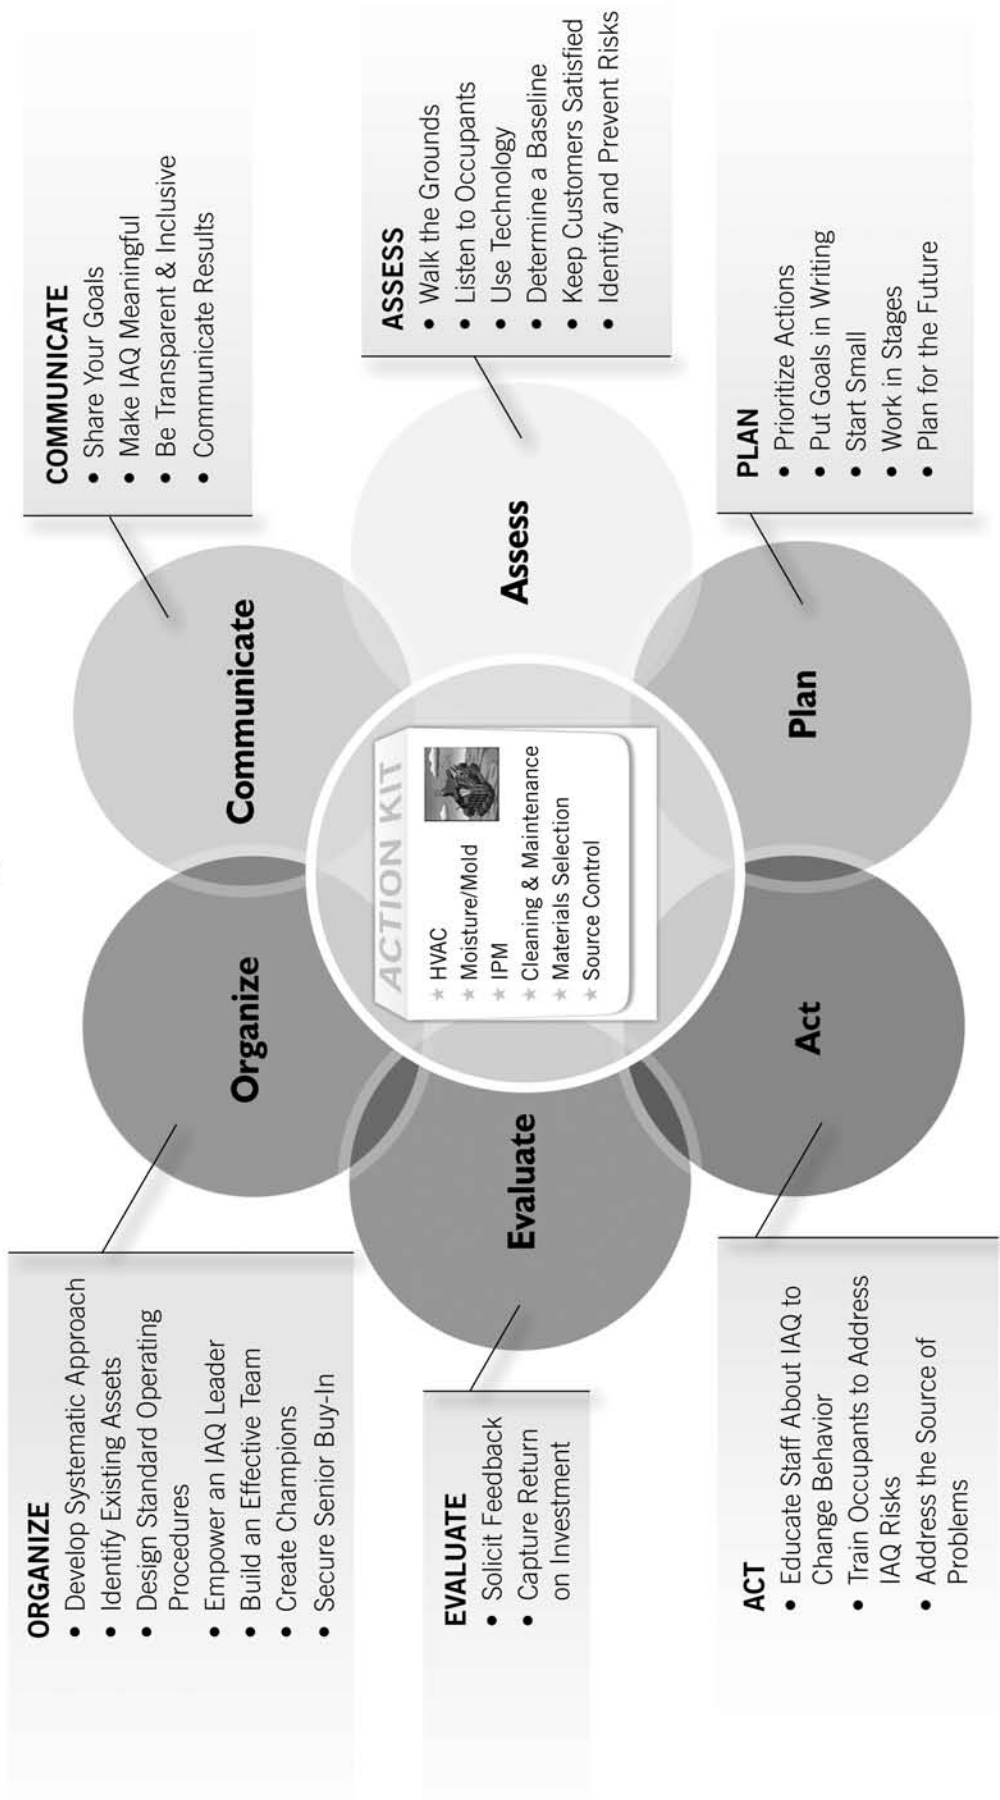 ORGANIZE
• Develop Systematic Approach
• Identify Existing Assets
• Design Standard Operating
Procedures
• Empower an IAQ Leader
• Build an Effective Team
• Create Champions
• Secure Senior Buy-In
COMMUNICATE
• Share Your Goals
• Make IAQ Meaningful
• Be Transparent & Inclusive
• Communicate Results
ASSESS
• Walk the Grounds
• Listen to Occupants
• Use Technology
• Determine a Baseline
• Keep Customers Satisfied
• Identify and Prevent Risks
PLAN
• Prioritize Actions
• Put Goals in Writing
• Start Small
• Work in Stages
• Plan for the Future
ACT
• Educate Staff About IAQ to
Change Behavior
• Train Occupants to Address
IAQ Risks
• Address the Source of
Problems
EVALUATE
• Solicit Feedback
• Capture Return
on Investment
Organize
Communicate
Assess
Plan
Act
Evaluate
ACTION KIT
★ HVAC
★ Moisture/Mold
★ IPM
★ Cleaning & Maintenance
★ Materials Selection
★ Source Control